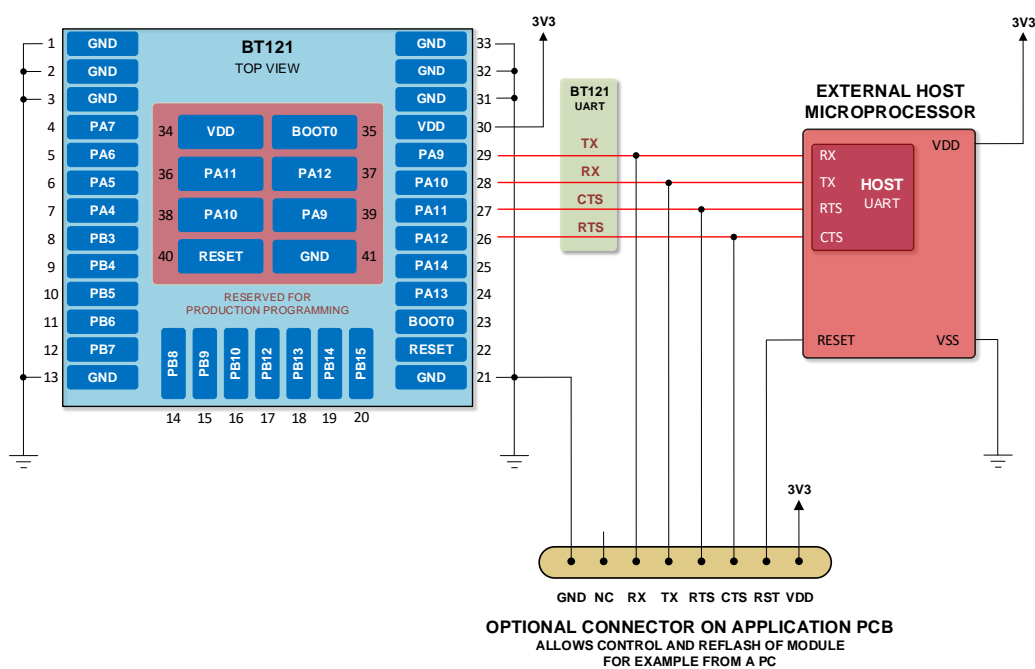 3V3
3V3
BT121
TOP VIEW
1 GND
2 GND
3 GND
4 PA7
5 PA6
6 PA5
7 PA4
8 PB3
9 PB4
10 PB5
11 PB6
12 PB7
13 GND
34 VDD BOOT0 35
36 PA11 PA12 37
38 PA10 PA9 39
40 RESET GND 41
RESERVED FOR
PRODUCTION PROGRAMMING
PB8 PB9 PB10 PB12 PB13 PB14 PB15
14 15 16 17 18 19 20
GND 33
GND 32
GND 31
VDD 30
PA9 29
PA10 28
PA11 27
PA12 26
PA14 25
PA13 24
BOOT0 23
RESET 22
GND 21
BT121
UART
TX
RX
CTS
RTS
EXTERNAL HOST
MICROPROCESSOR
VDD
RX
TX
RTS
CTS
HOST
UART
RESET VSS
3V3
GND NC RX TX RTS CTS RST VDD
OPTIONAL CONNECTOR ON APPLICATION PCB
ALLOWS CONTROL AND REFLASH OF MODULE
FOR EXAMPLE FROM A PC